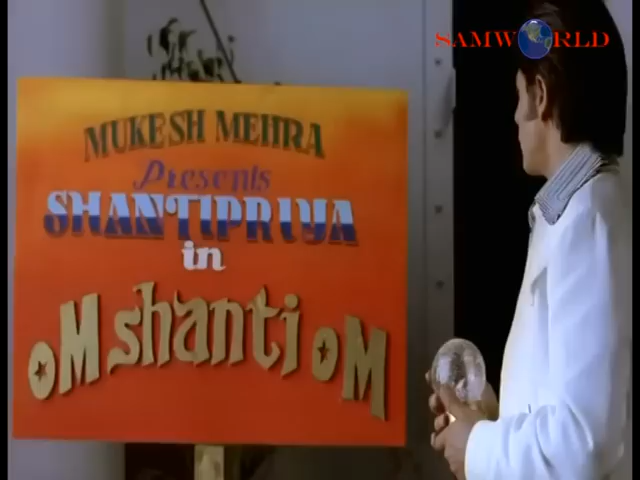 SAMWORLD
MUKESH MEHRA
Presents
SHANTIPRIYA
in
OM Shanti OM